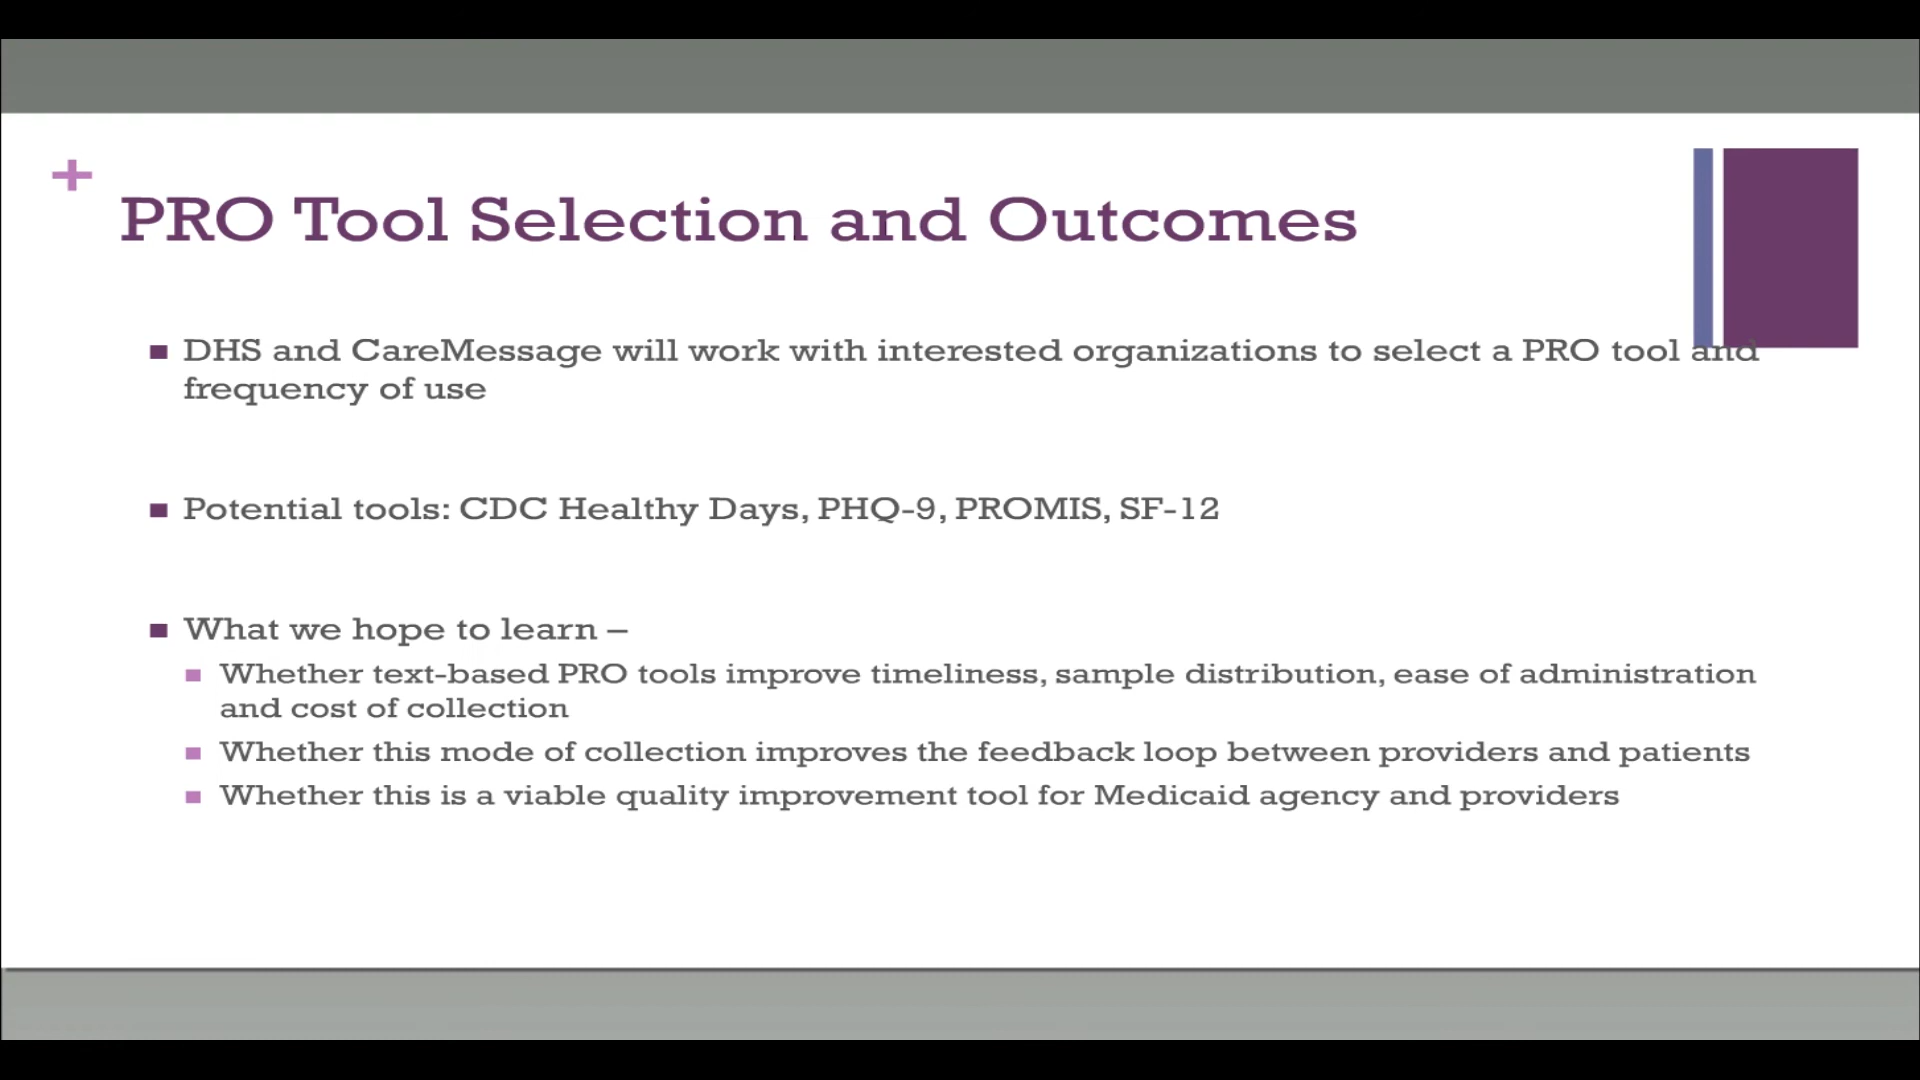 +
PRO Tool Selection and Outcomes
DHS and CareMessage will work with interested organizations to select a PRO tool and
frequency of use
Potential tools: CDC Healthy Days, PHQ-9, PROMIS, SF-12
What we hope to learn –
Whether text-based PRO tools improve timeliness, sample distribution, ease of administration
and cost of collection
Whether this mode of collection improves the feedback loop between providers and patients
Whether this is a viable quality improvement tool for Medicaid agency and providers